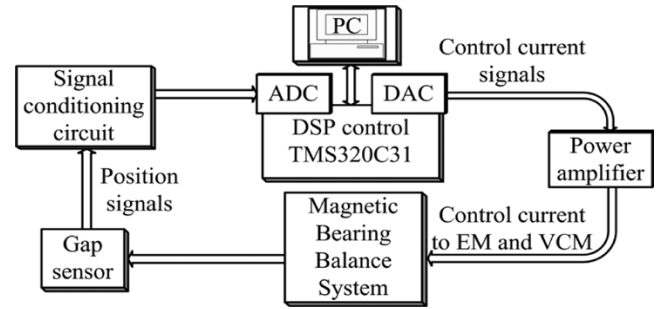 PC
Control current
signals
Signal
conditioning
circuit
ADC
DAC
DSP control
TMS320C31
Power
amplifier
Position
signals
Magnetic
Bearing
Balance
System
Control current
to EM and VCM
Gap
sensor